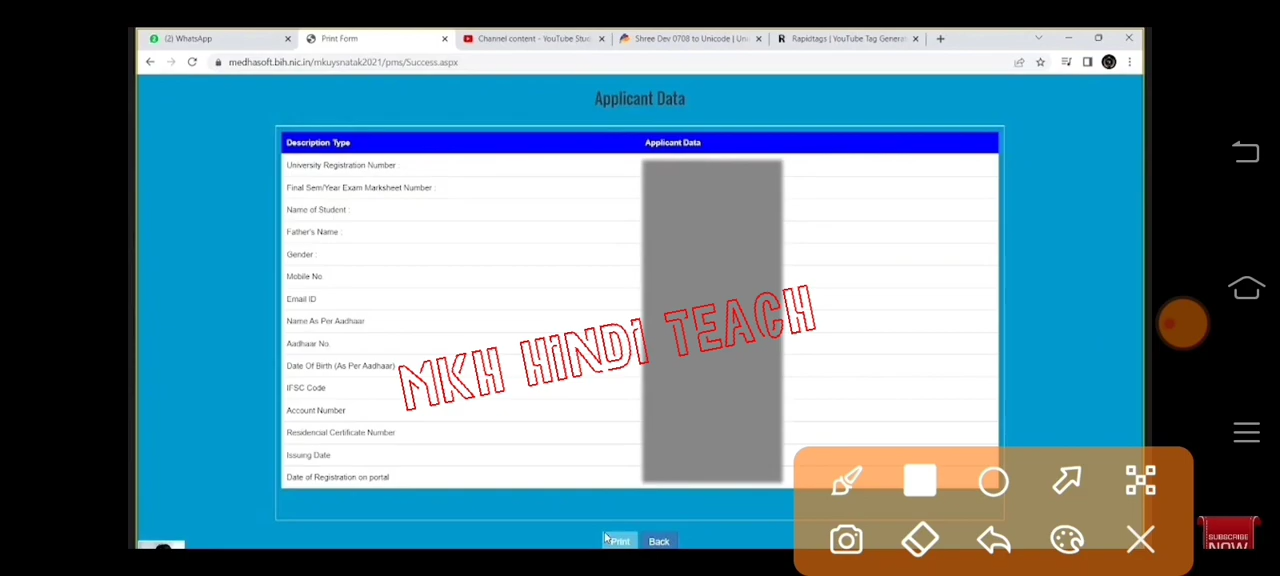 (2) WhatsApp
Print Form
Channel content - YouTube Stud
Shree Dev 0708 to Unicode | Uni
Rapidtags | YouTube Tag Generat
medhasoft.bih.nic.in/mkuysnatak2021/pms/Success.aspx
Applicant Data
Description Type Applicant Data
University Registration Number
Final Sem/Year Exam Marksheet Number :
Name of Student :
Father's Name :
Gender :
Mobile No.
Email ID
Name As Per Aadhaar
Aadhaar No.
Date Of Birth (As Per Aadhaar)
IFSC Code
Account Number
Residencial Certificate Number
Issuing Date
Date of Registration on portal
MKH HINDI TEACH
Print Back
SUBSCRIBE
NOW